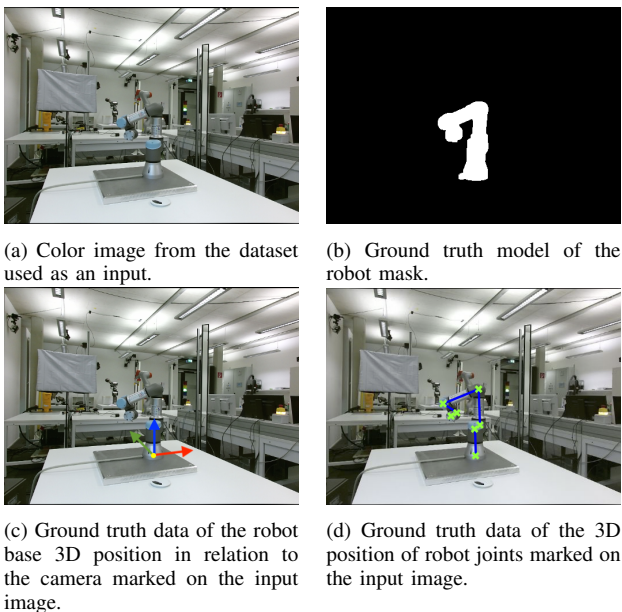 (a) Color image from the dataset
used as an input.
(b) Ground truth model of the
robot mask.
(c) Ground truth data of the robot
base 3D position in relation to
the camera marked on the input
image.
(d) Ground truth data of the 3D
position of robot joints marked on
the input image.